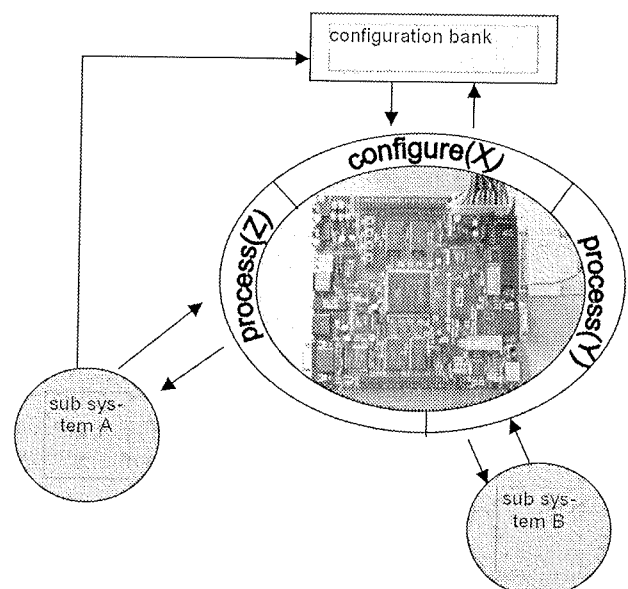 configuration bank
configure(X)
process(Z)
process(Y)
sub sys-
tem A
sub sys-
tem B